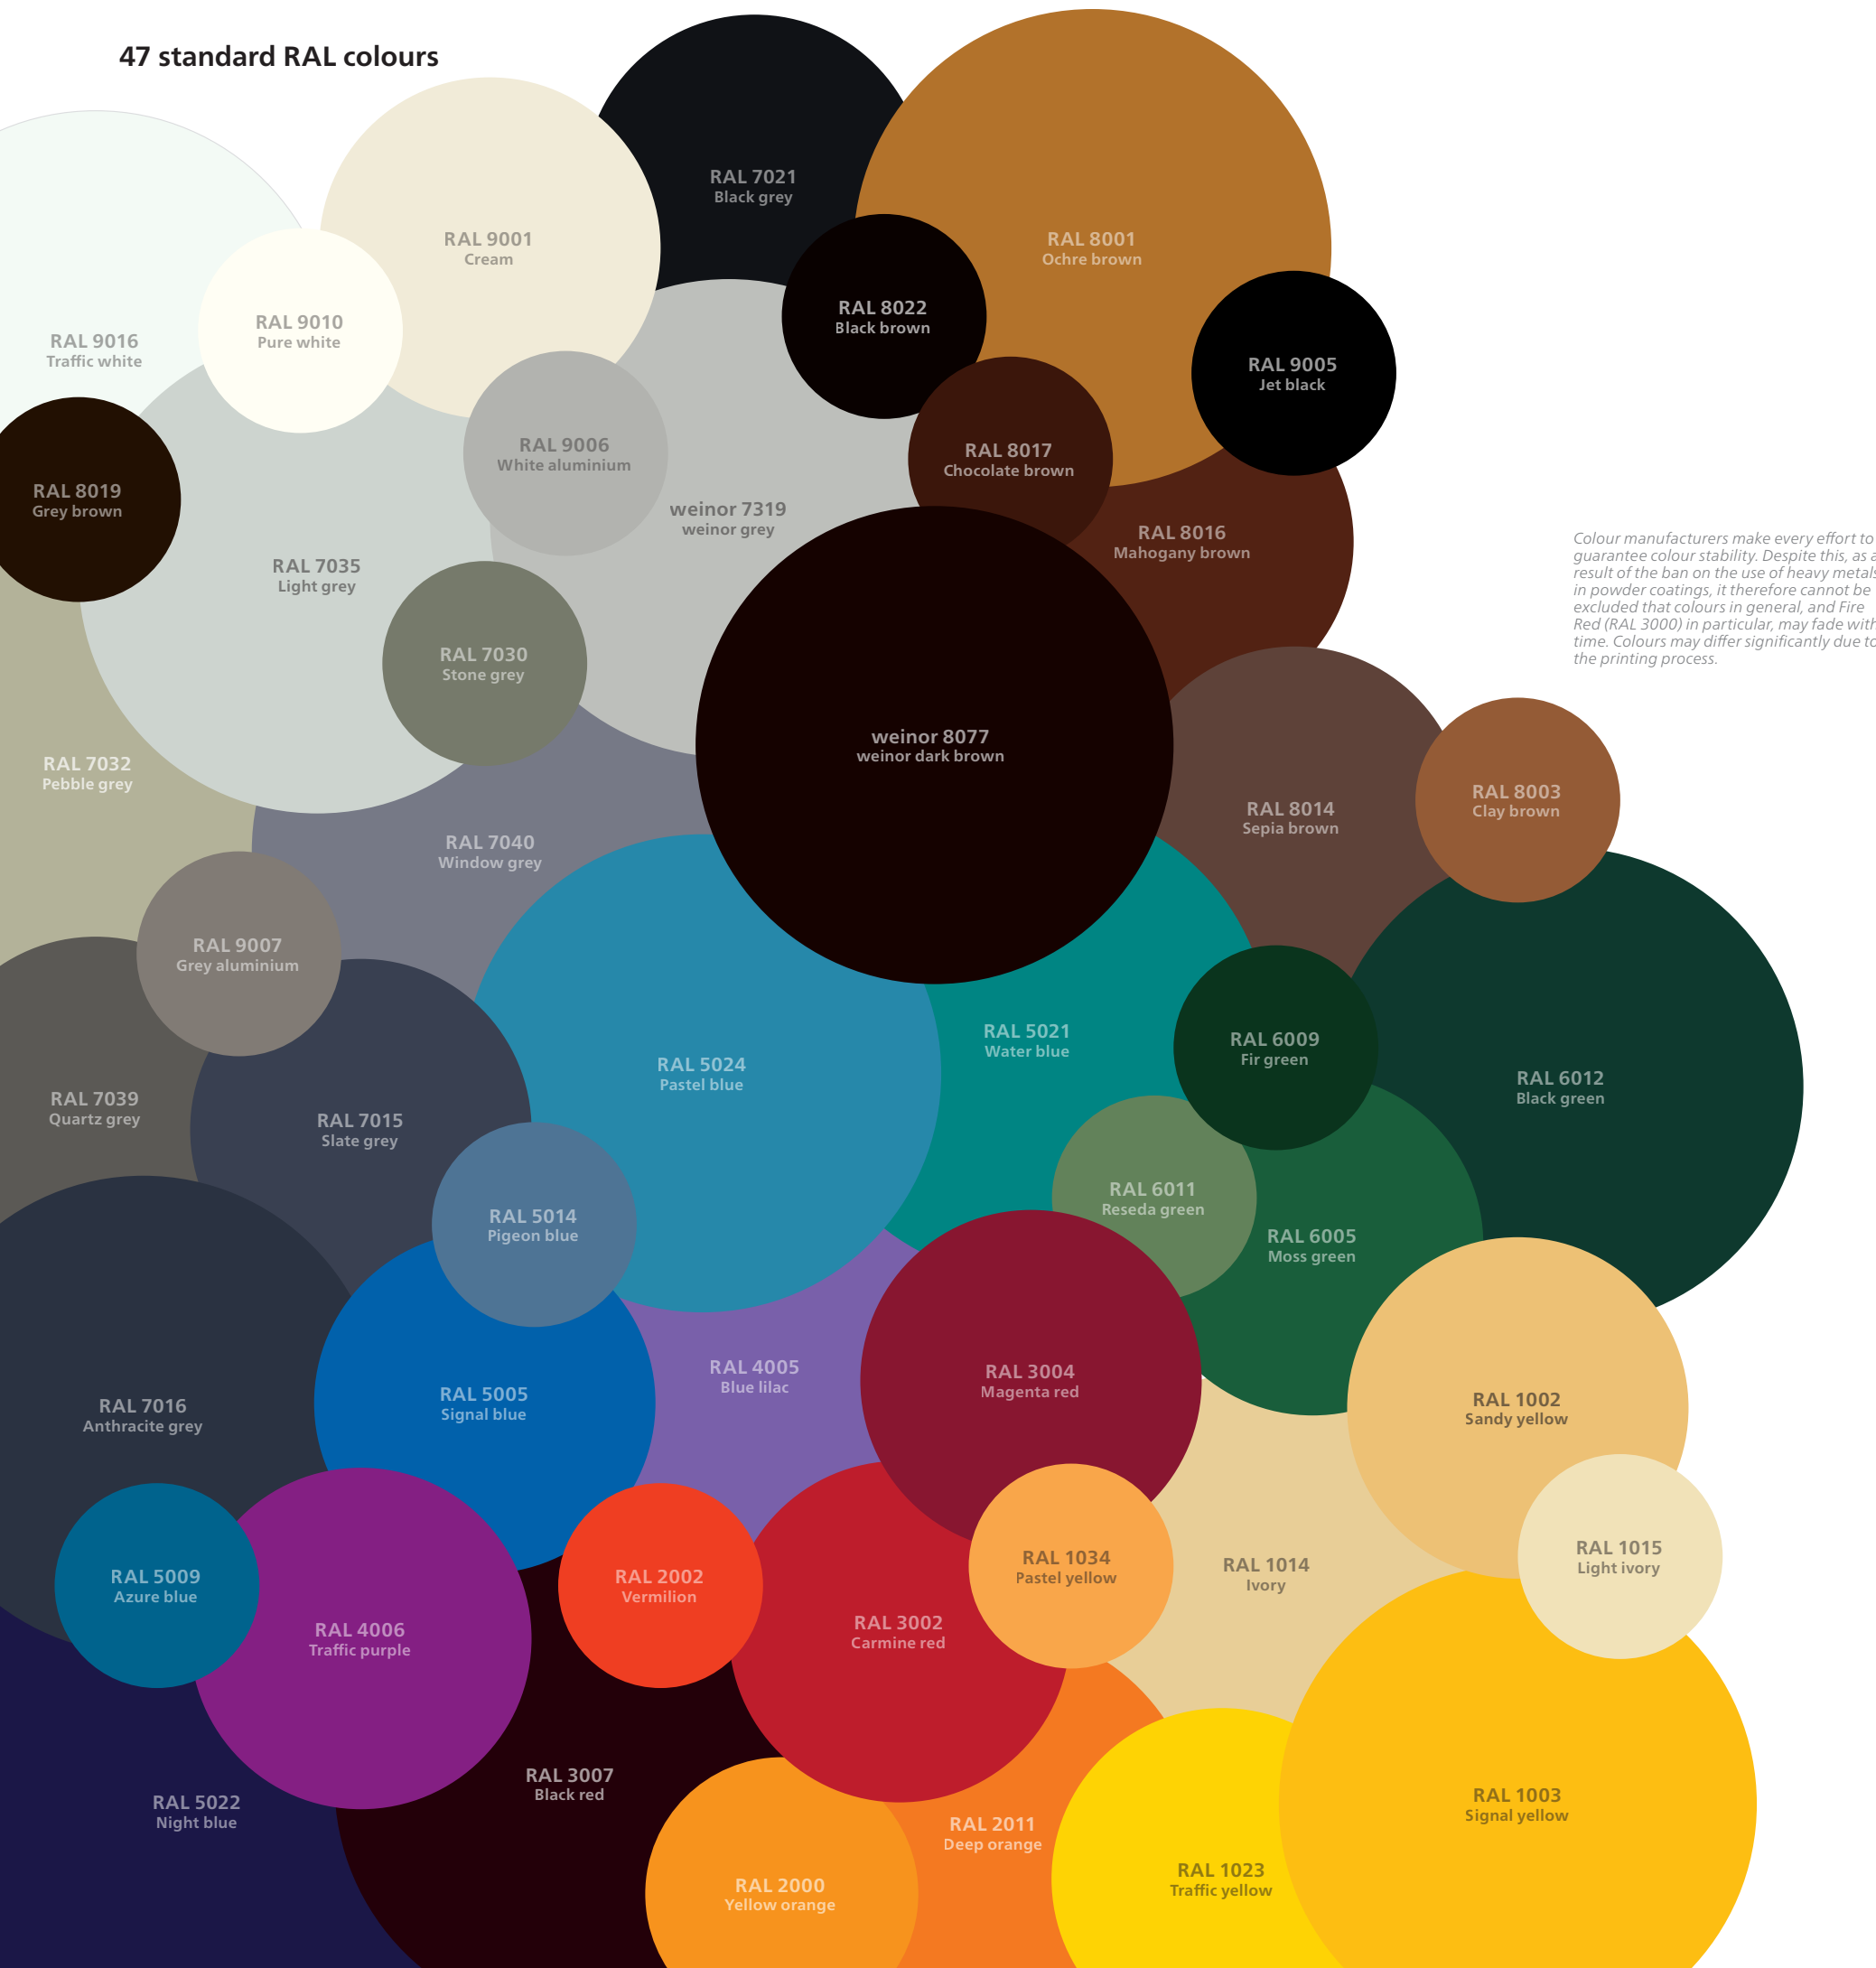 47 standard RAL colours
RAL 7021
Black grey
RAL 9001
Cream
RAL 8001
Ochre brown
RAL 8022
Black brown
RAL 9010
Pure white
RAL 9016
Traffic white
RAL 9005
Jet black
RAL 9006
White aluminium
RAL 8017
Chocolate brown
RAL 8019
Grey brown
weinor 7319
weinor grey
RAL 8016
Mahogany brown
Colour manufacturers make every effort to
guarantee colour stability. Despite this, as a
result of the ban on the use of heavy metals
in powder coatings, it therefore cannot be
excluded that colours in general, and Fire
Red (RAL 3000) in particular, may fade with
time. Colours may differ significantly due to
the printing process.
RAL 7035
Light grey
RAL 7030
Stone grey
weinor 8077
weinor dark brown
RAL 7032
Pebble grey
RAL 8003
Clay brown
RAL 8014
Sepia brown
RAL 7040
Window grey
RAL 9007
Grey aluminium
RAL 5021
Water blue
RAL 6009
Fir green
RAL 5024
Pastel blue
RAL 6012
Black green
RAL 7039
Quartz grey
RAL 7015
Slate grey
RAL 6011
Reseda green
RAL 5014
Pigeon blue
RAL 6005
Moss green
RAL 4005
Blue lilac
RAL 3004
Magenta red
RAL 5005
Signal blue
RAL 1002
Sandy yellow
RAL 7016
Anthracite grey
RAL 1015
Light ivory
RAL 1034
Pastel yellow
RAL 1014
Ivory
RAL 5009
Azure blue
RAL 2002
Vermilion
RAL 3002
Carmine red
RAL 4006
Traffic purple
RAL 3007
Black red
RAL 1003
Signal yellow
RAL 5022
Night blue
RAL 2011
Deep orange
RAL 1023
Traffic yellow
RAL 2000
Yellow orange